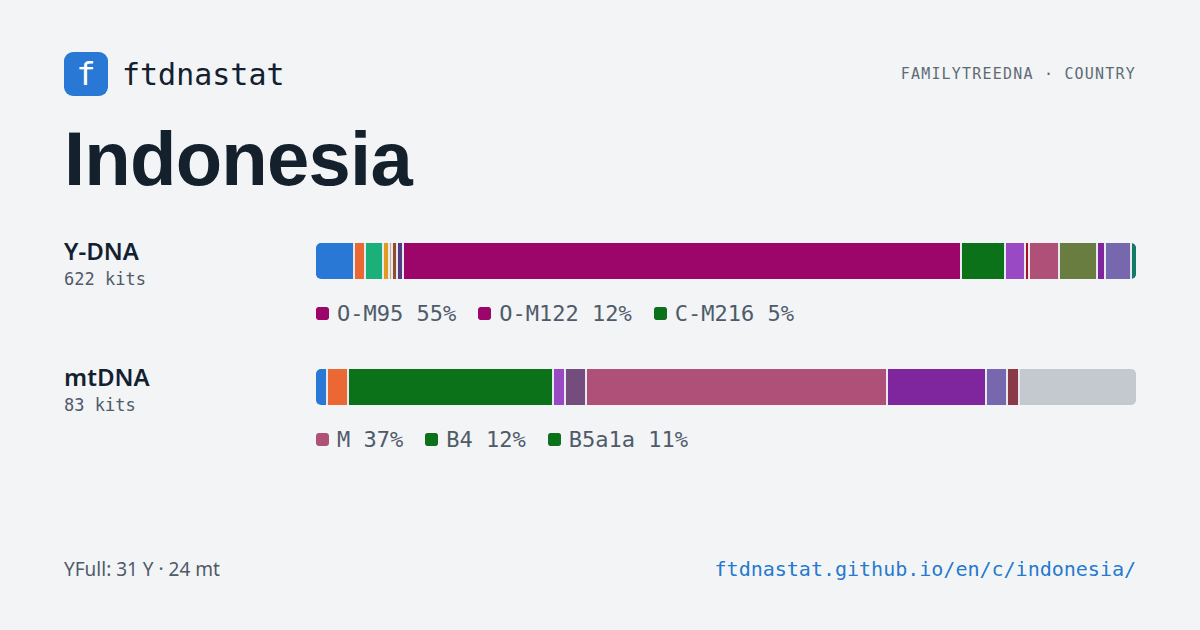 f ftdnastat
FAMILYTREEDNA · COUNTRY
Indonesia
Y-DNA
622 kits
O-M95 55% O-M122 12% C-M216 5%
mtDNA
83 kits
M 37% B4 12% B5a1a 11%
YFull: 31 Y · 24 mt
ftdnastat.github.io/en/c/indonesia/